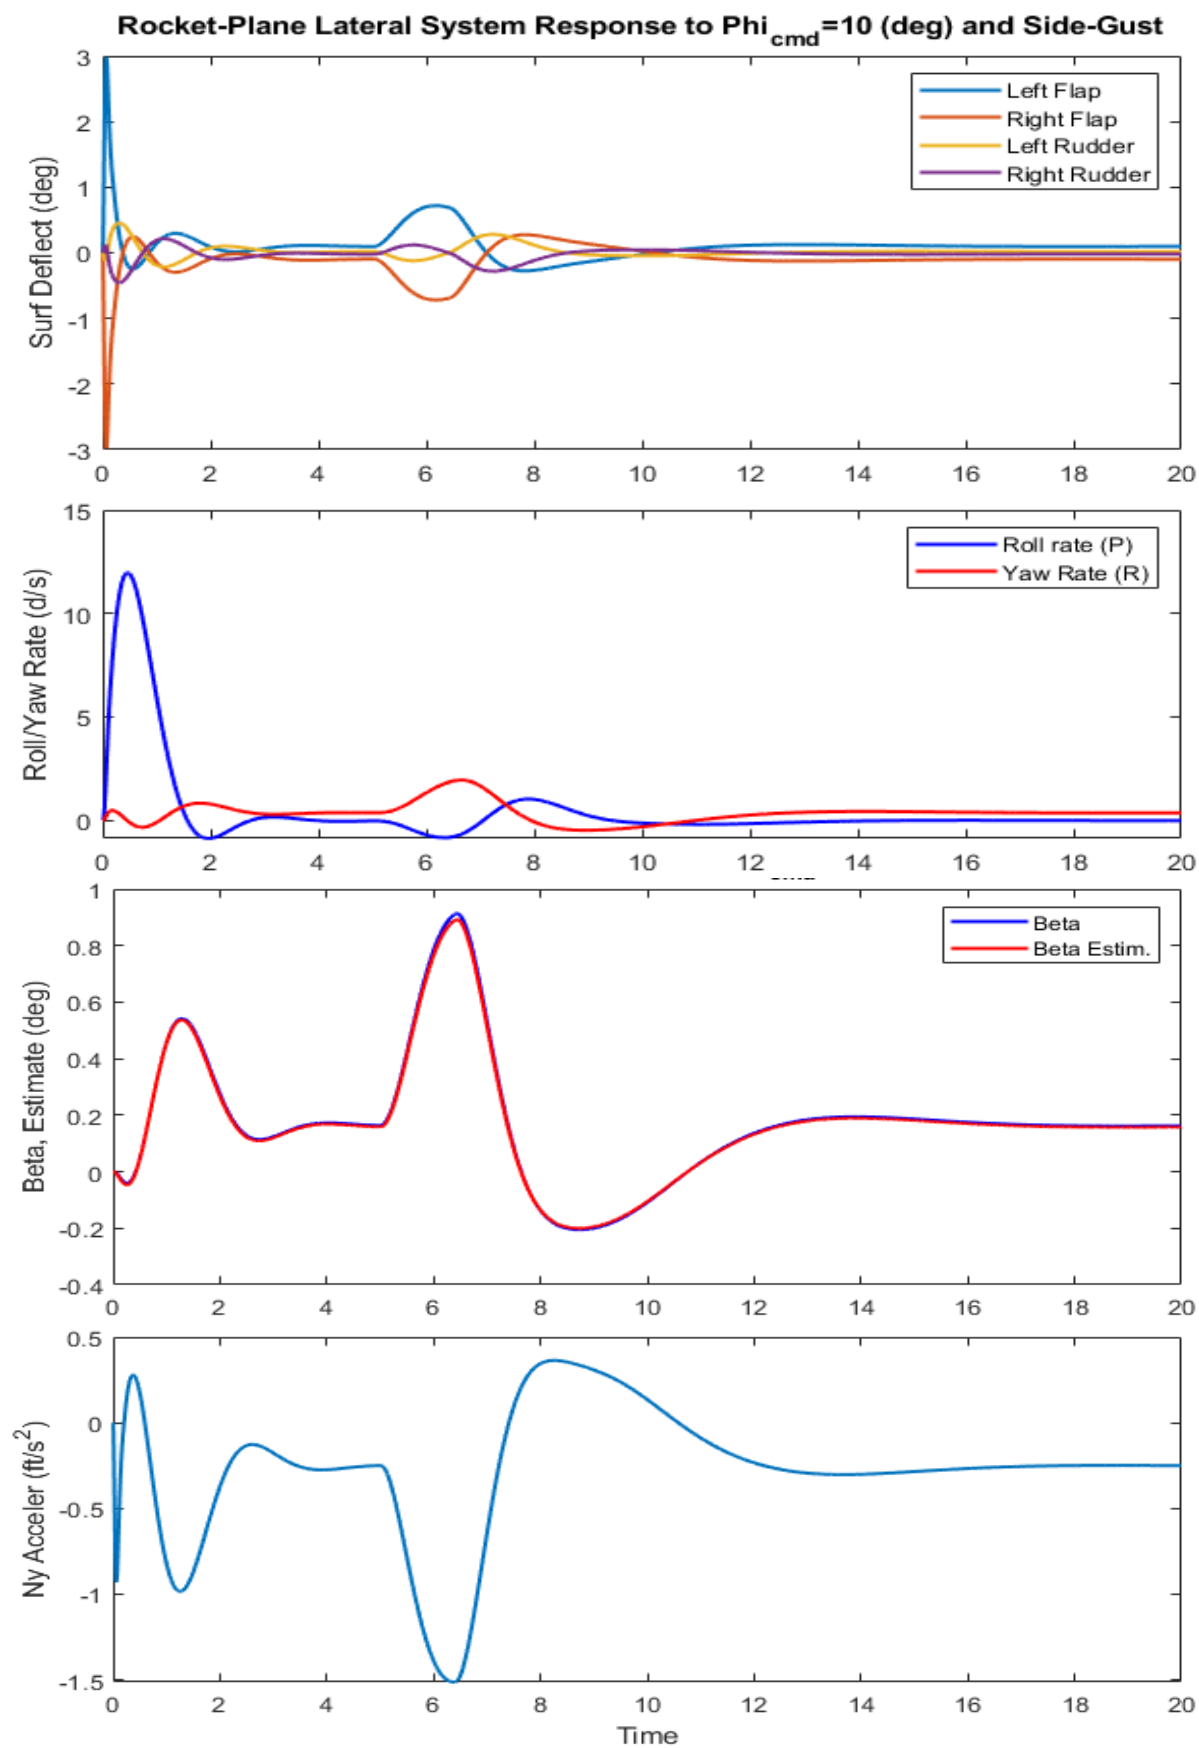 Rocket-Plane Lateral System Response to Phi_cmd=10 (deg) and Side-Gust
Surf Deflect (deg)
3
2
1
0
-1
-2
-3
Left Flap
Right Flap
Left Rudder
Right Rudder
0 2 4 6 8 10 12 14 16 18 20
Roll/Yaw Rate (d/s)
15
10
5
0
Roll rate (P)
Yaw Rate (R)
0 2 4 6 8 10 12 14 16 18 20
Beta, Estimate (deg)
1
0.8
0.6
0.4
0.2
0
-0.2
-0.4
Beta
Beta Estim.
0 2 4 6 8 10 12 14 16 18 20
Ny Acceler (ft/s²)
0.5
0
-0.5
-1
-1.5
0 2 4 6 8 10 12 14 16 18 20
Time